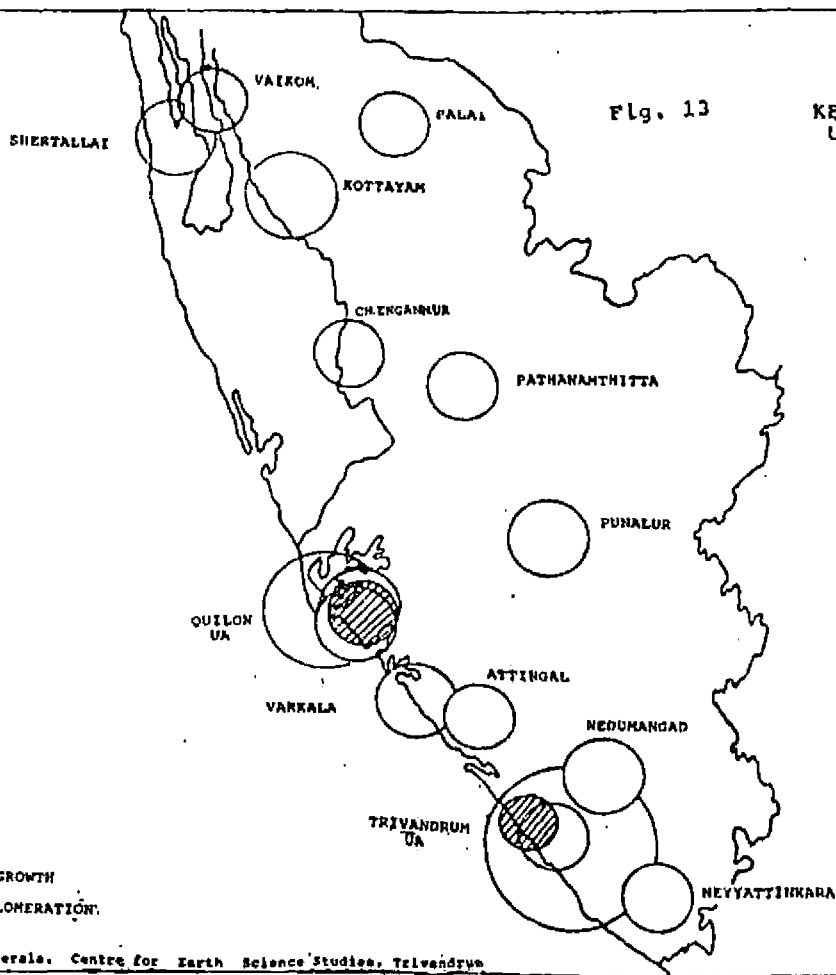 VAIKOM.
PALAI
Fig. 13
KE
SHERTALLAI
KOTTAYAM
CHENGANNUR
PATHANAMTHITTA
PUNALUR
QUILON
UA
ATTINGAL
VARKALA
NEDUMANGAD
TRIVANDRUM
UA
NEYYATTINKARA
GROWTH
LOMERATION.
erala. Centre for Earth Science Studies, Trivandrum